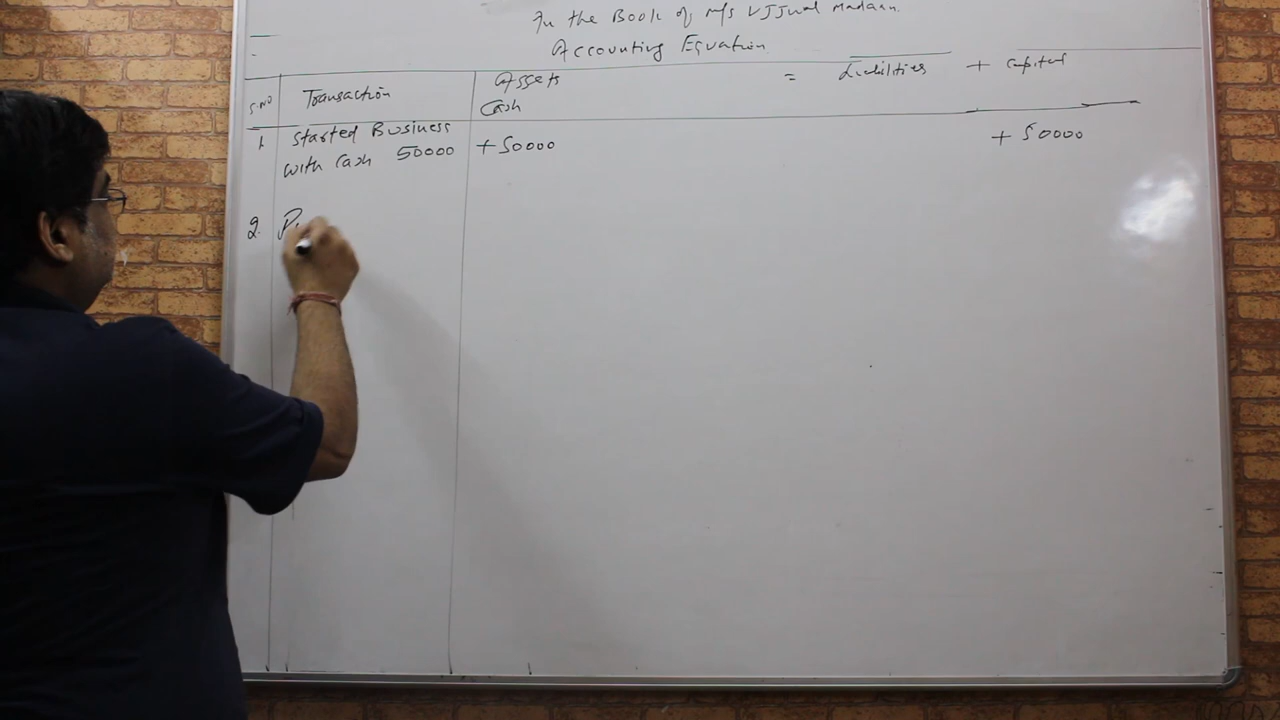 In the Book of M/s Ujjwal Madaan.
Accounting Equation
S.NO Transaction Assets = Liabilities + Capital
Cash
1. Started Business
with Cash 50000 +50000 + 50000
2. Pu